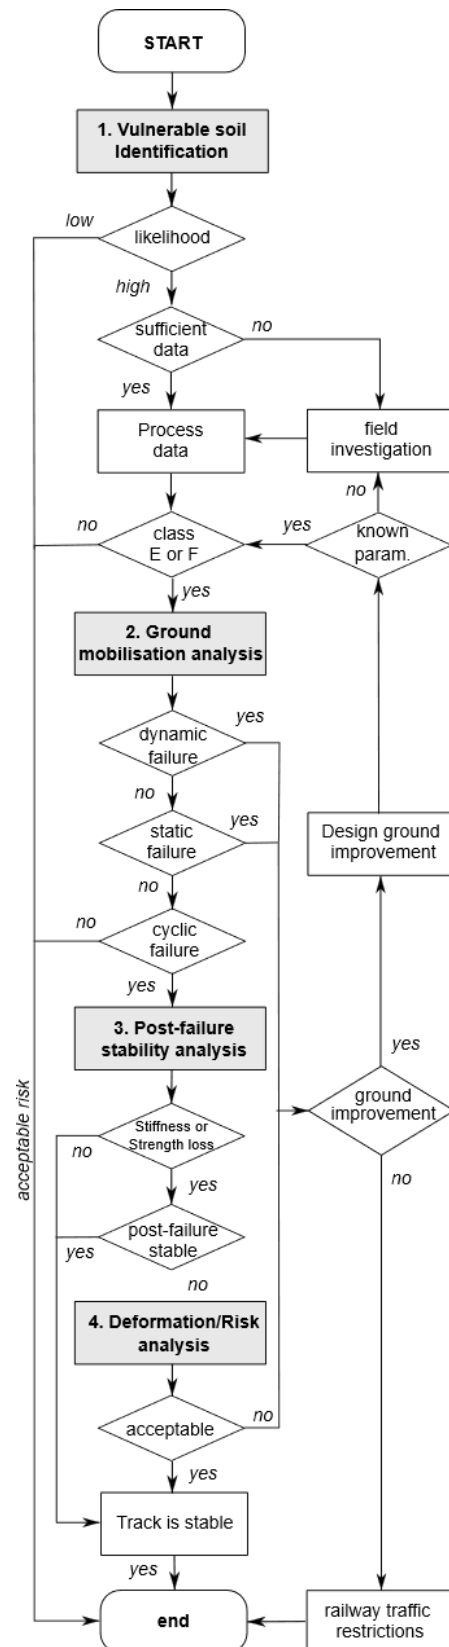 START
1. Vulnerable soil
Identification
low
likelihood
high
sufficient
data
no
yes
Process
data
field
investigation
no
no
class
E or F
yes
known
param.
yes
2. Ground
mobilisation analysis
yes
dynamic
failure
no
static
failure
yes
Design ground
improvement
no
no
cyclic
failure
yes
3. Post-failure
stability analysis
yes
acceptable risk
Stiffness or
Strength loss
ground
improvement
no
no
yes
post-failure
stable
yes
no
4. Deformation/Risk
analysis
acceptable
no
yes
Track is stable
yes
end
railway traffic
restrictions